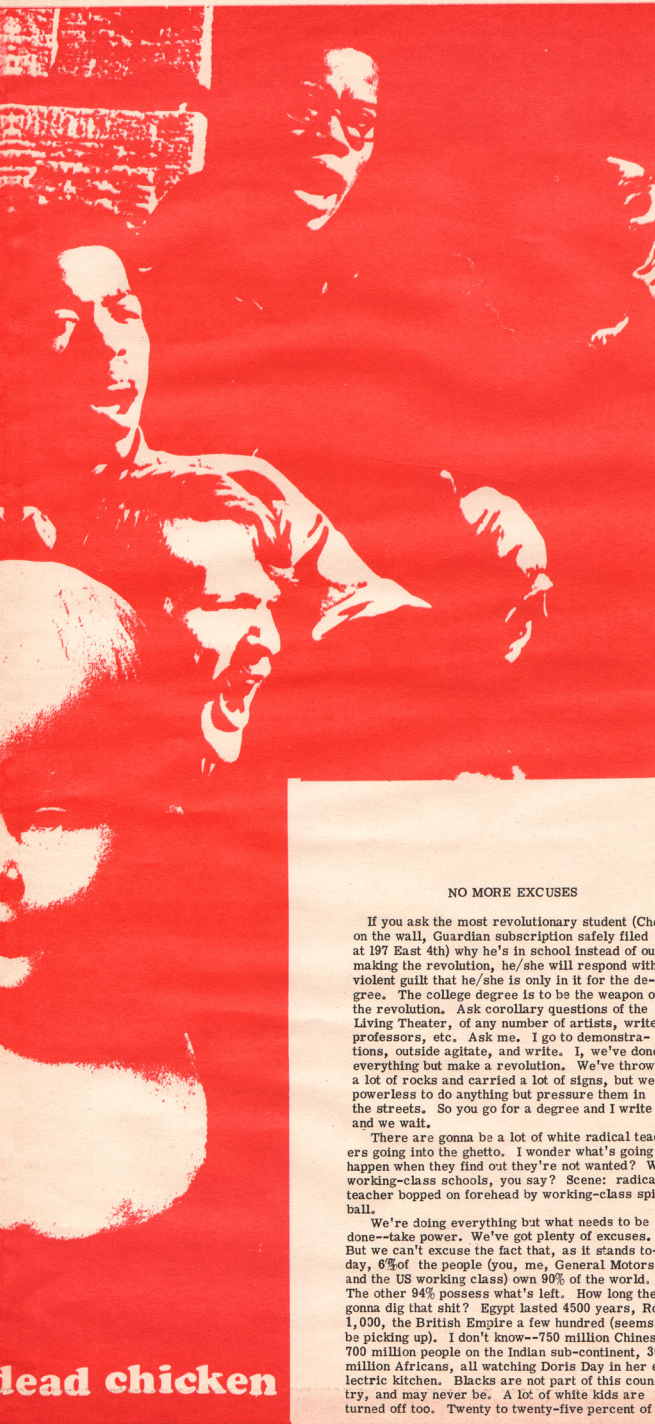 NO MORE EXCUSES
If you ask the most revolutionary student
on the wall, Guardian subscription safely filed
at 197 East 4th) why he's in school instead of
making the revolution, he/she will respond with
violent guilt that he/she is only in it for the de-
gree. The college degree is to be the weapon
the revolution. Ask corollary questions of the
Living Theater, of any number of artists,
professors, etc. Ask me. I go to demonstra-
tions, outside agitate, and write. I, we've done
everything but make a revolution. We've
a lot of rocks and carried a lot of signs, but
powerless to do anything but pressure them in
the streets. So you go for a degree and I write
and we wait.
There are gonna be a lot of white radical
ers going into the ghetto. I wonder what's going
happen when they find out they're not wanted?
working-class schools, you say? Scene:
teacher bopped on forehead by working-class
ball.
We're doing everything but what needs to be
done--take power. We've got plenty of excuses.
But we can't excuse the fact that, as it stands to-
day, 6% of the people (you, me, General Motors
and the US working class) own 90% of the world.
The other 94% possess what's left. How long
gonna dig that shit? Egypt lasted 4500 years,
1,000, the British Empire a few hundred (seems
be picking up). I don't know--750 million
700 million people on the Indian sub-continent,
million Africans, all watching Doris Day in her
lectric kitchen. Blacks are not part of this
try, and may never be. A lot of white kids are
turned off too. Twenty to twenty-five percent of
dead chicken